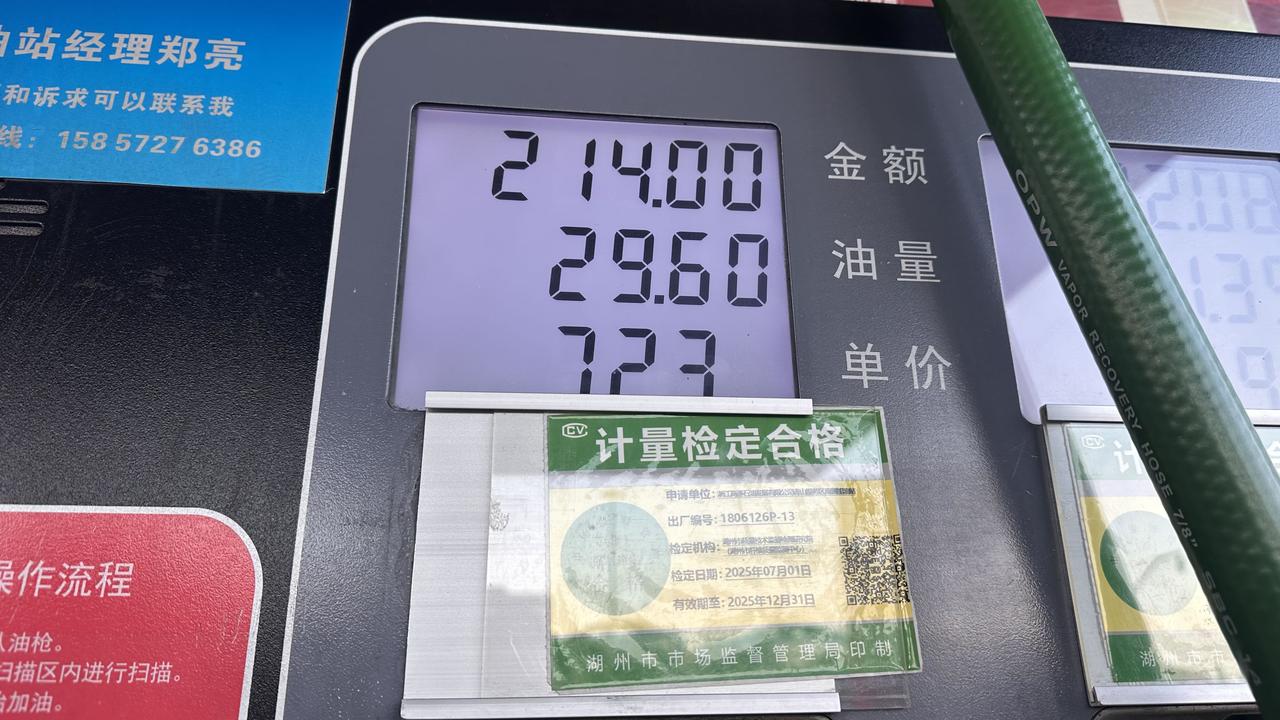 站经理郑亮
和诉求可以联系我
线：158 5727 6386
214.00
金额
29.60
油量
723
单价
OPW VAPOR RECOVERY HOSE 7/8"
CV
计量检定合格
申请单位：
出厂编号：1806126P-13
检定机构：
检定日期：2025年07月01日
有效期至：2025年12月31日
湖州市市场监督管理局印制
操作流程
油枪。
扫描区内进行扫描。
加油。
CV
计
湖州市市